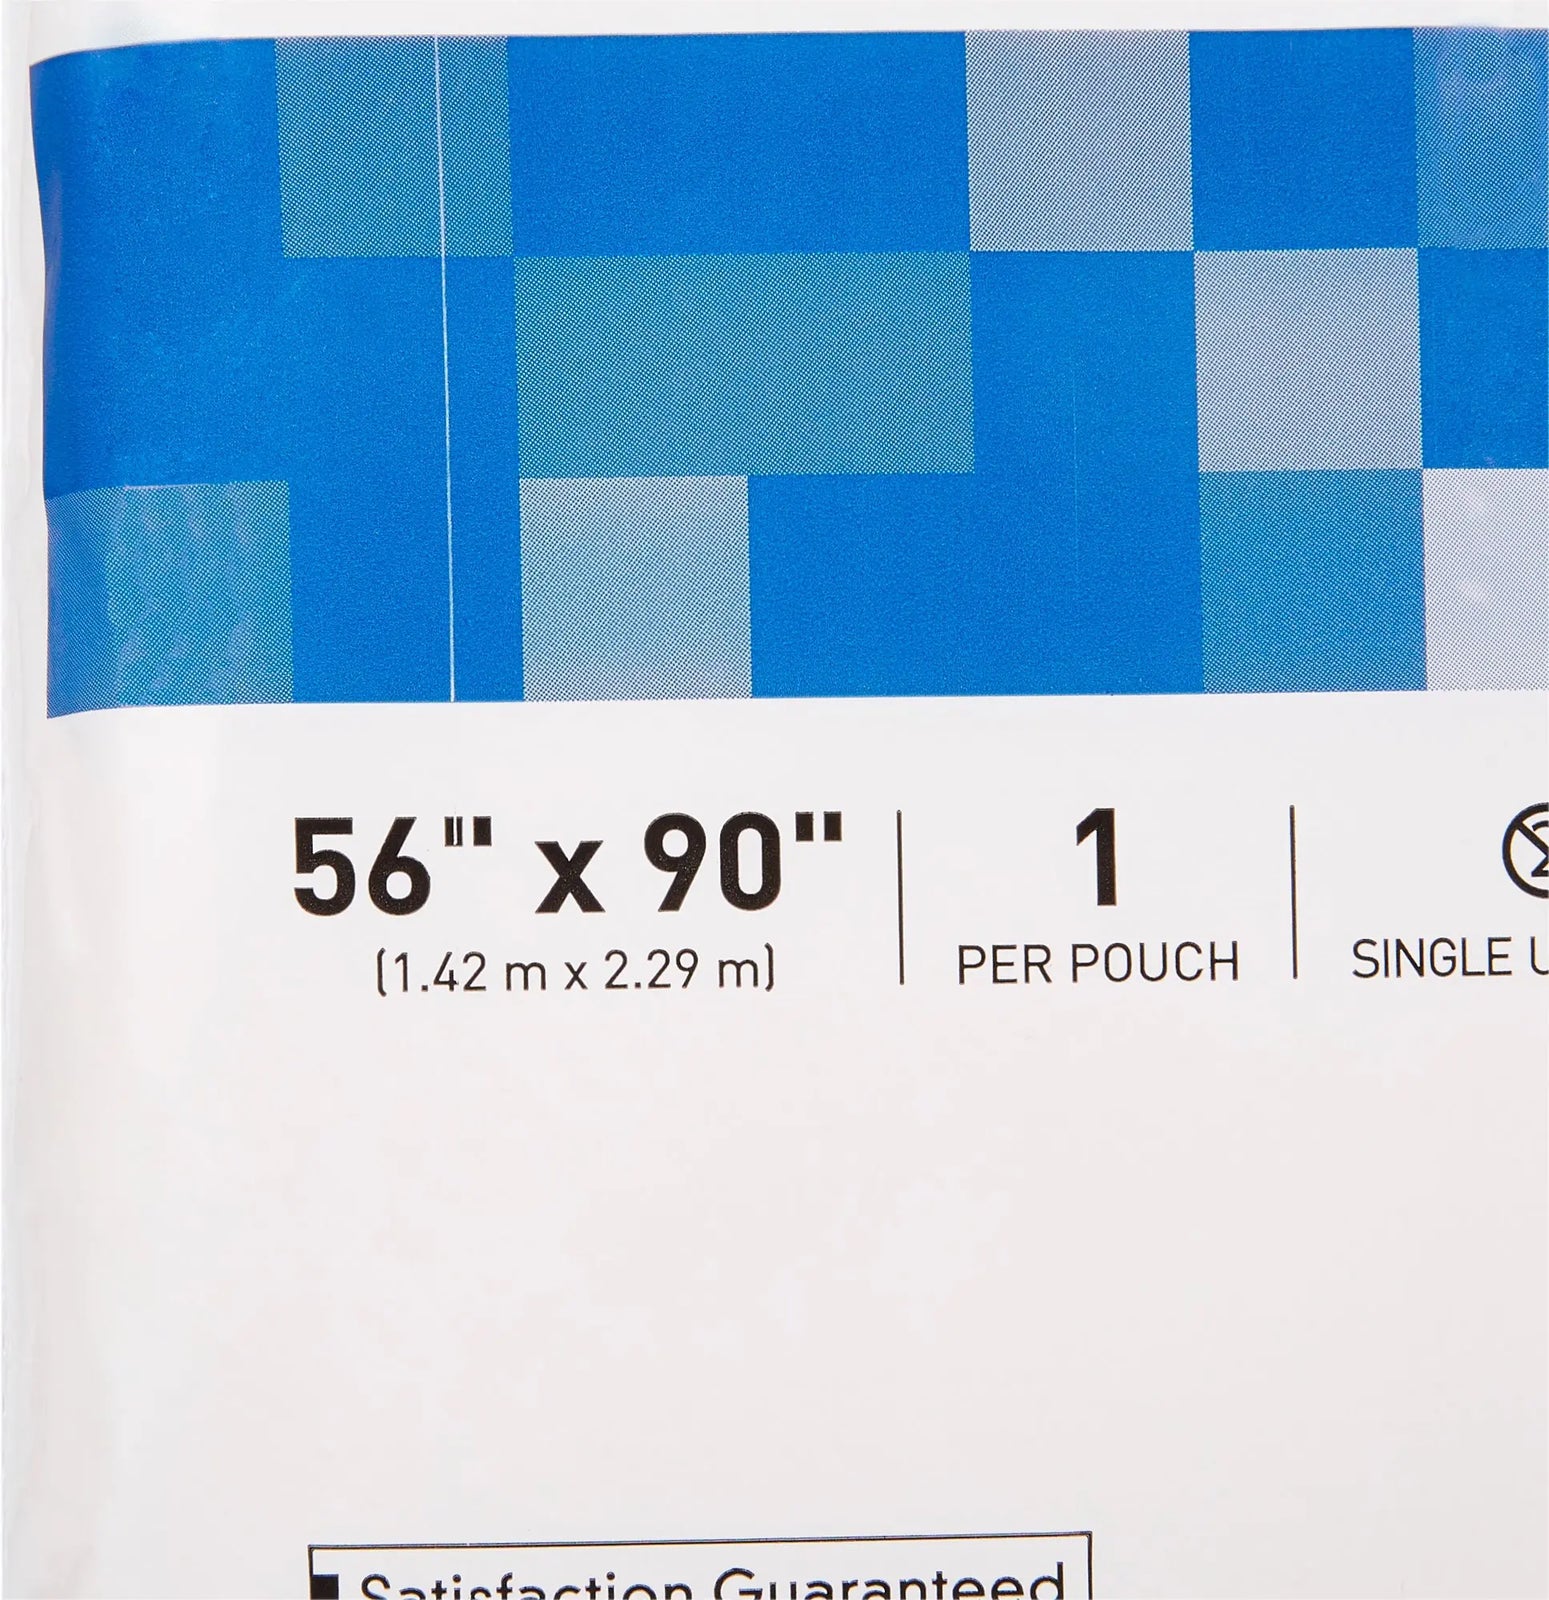 56" x 90"
(1.42 m x 2.29 m)
1
PER POUCH
SINGLE U
Satisfaction Guaranteed